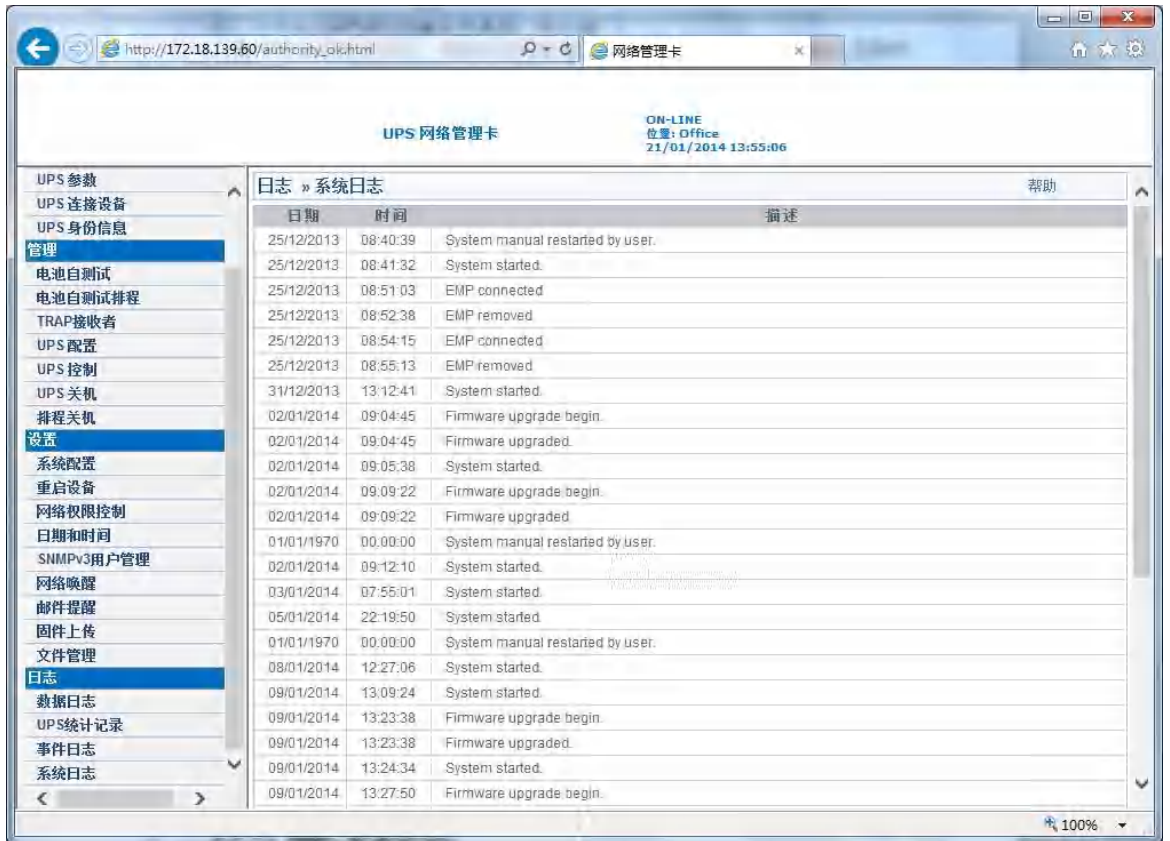 http://172.18.139.60/authority_ok.html
网络管理卡
UPS 网络管理卡
ON-LINE
位置: Office
21/01/2014 13:55:06
UPS 参数
UPS 连接设备
UPS 身份信息
管理
电池自测试
电池自测试排程
TRAP接收者
UPS 配置
UPS 控制
UPS 关机
排程关机
设置
系统配置
重启设备
网络权限控制
日期和时间
SNMPv3用户管理
网络唤醒
邮件提醒
固件上传
文件管理
日志
数据日志
UPS统计记录
事件日志
系统日志
日志 » 系统日志 帮助
日期 时间 描述
25/12/2013 08:40:39 System manual restarted by user.
25/12/2013 08:41:32 System started.
25/12/2013 08:51:03 EMP connected
25/12/2013 08:52:38 EMP removed
25/12/2013 08:54:15 EMP connected
25/12/2013 08:55:13 EMP removed
31/12/2013 13:12:41 System started.
02/01/2014 09:04:45 Firmware upgrade begin.
02/01/2014 09:04:45 Firmware upgraded.
02/01/2014 09:05:38 System started.
02/01/2014 09:09:22 Firmware upgrade begin.
02/01/2014 09:09:22 Firmware upgraded.
01/01/1970 00:00:00 System manual restarted by user.
02/01/2014 09:12:10 System started.
03/01/2014 07:55:01 System started.
05/01/2014 22:19:50 System started.
01/01/1970 00:00:00 System manual restarted by user.
08/01/2014 12:27:06 System started.
09/01/2014 13:09:24 System started.
09/01/2014 13:23:38 Firmware upgrade begin.
09/01/2014 13:23:38 Firmware upgraded.
09/01/2014 13:24:34 System started.
09/01/2014 13:27:50 Firmware upgrade begin.
100%